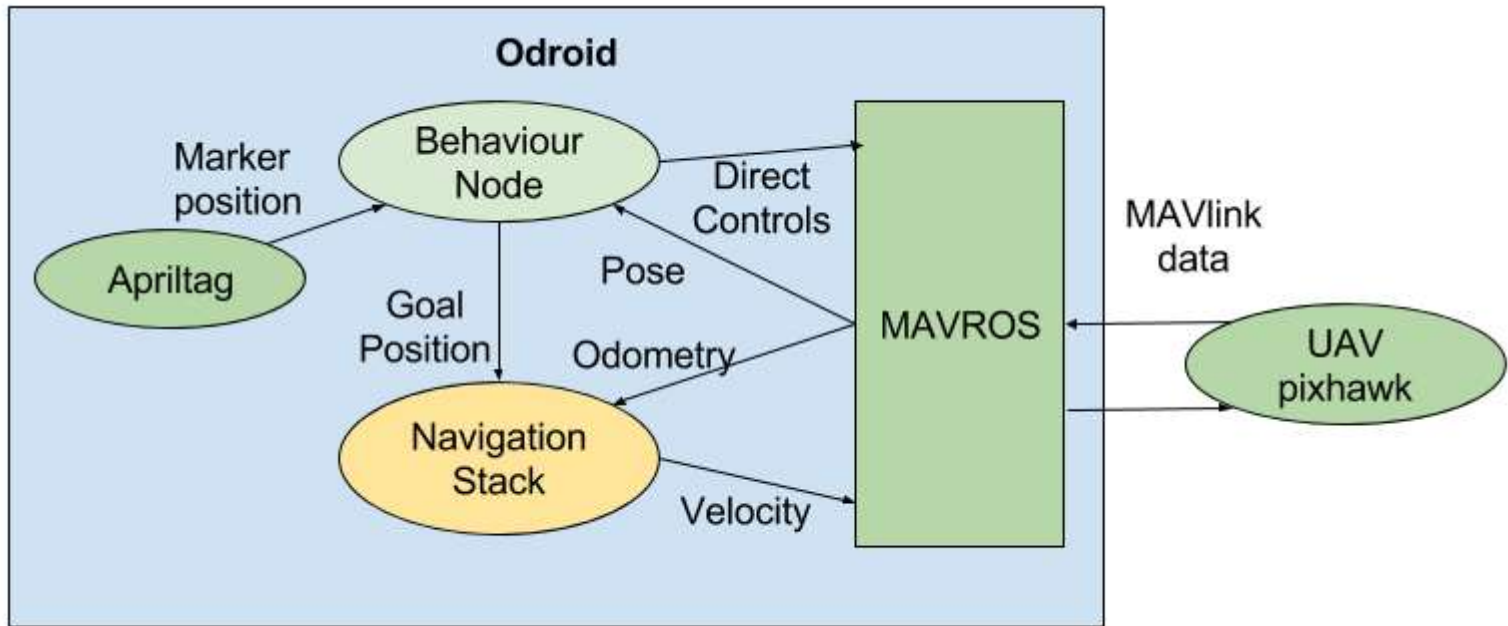 Odroid
Behaviour
Node
Marker
position
Direct
Controls
MAVlink
data
Apriltag
Pose
Goal
Position
Odometry
MAVROS
UAV
pixhawk
Navigation
Stack
Velocity